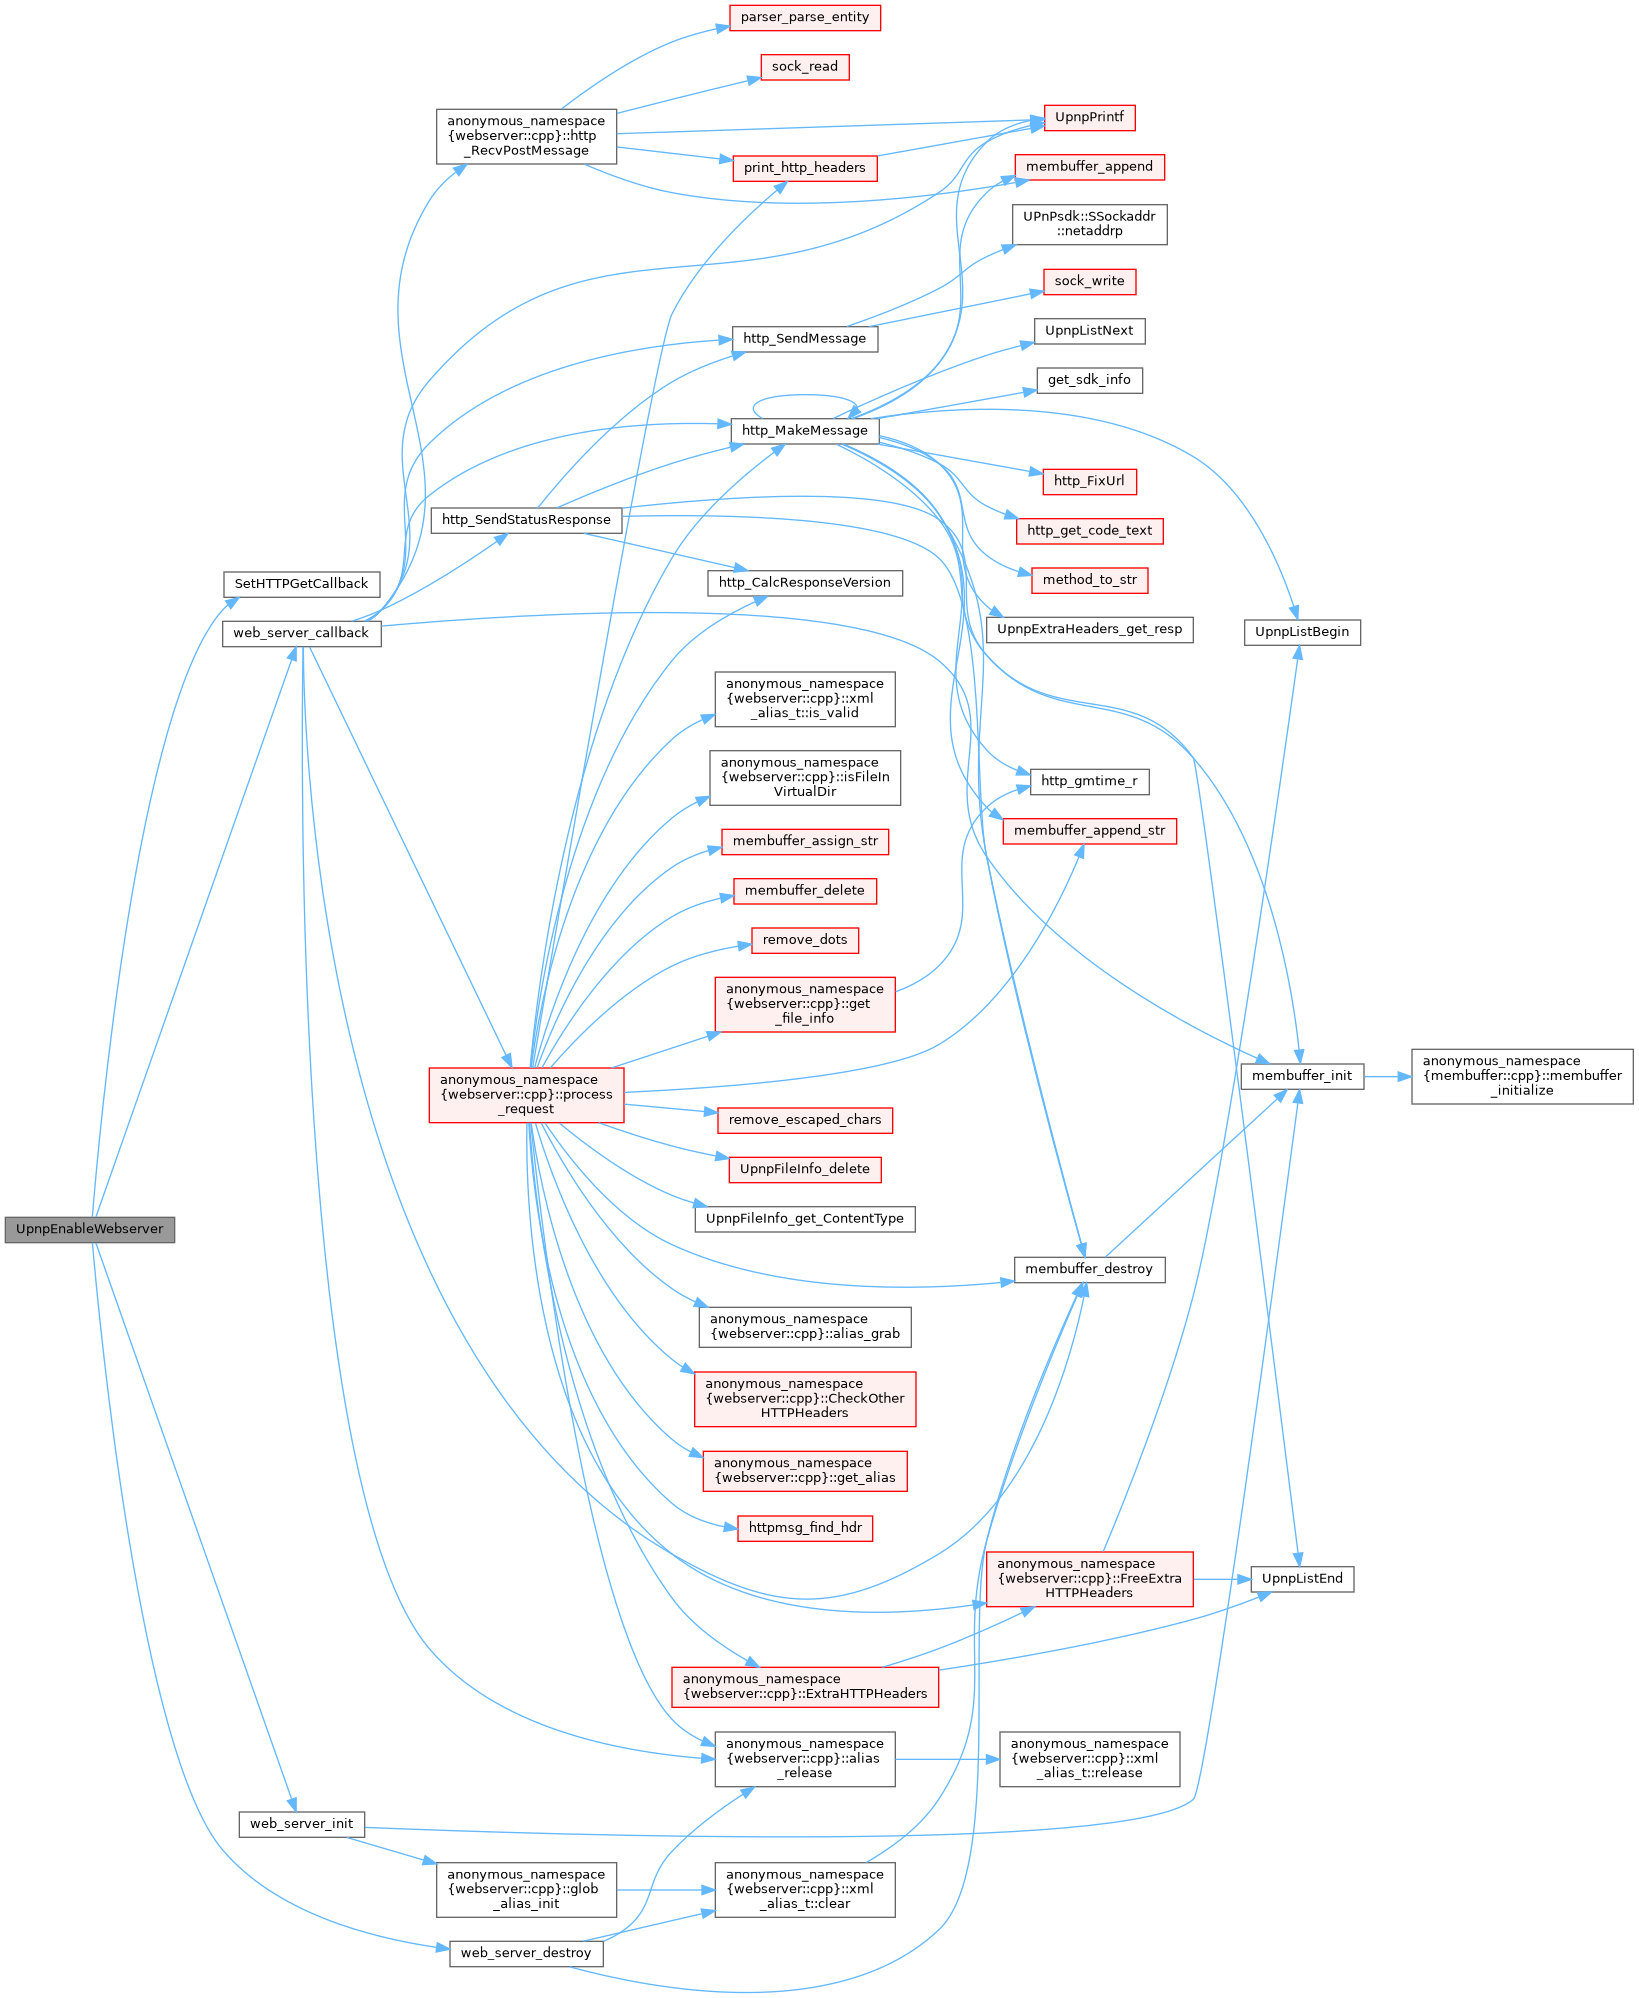 parser_parse_entity
sock_read
anonymous_namespace
{webserver::cpp}::http
_RecvPostMessage
UpnpPrintf
print_http_headers
membuffer_append
UPnPsdk::SSockaddr
::netaddrp
sock_write
http_SendMessage
UpnpListNext
get_sdk_info
http_MakeMessage
http_FixUrl
http_SendStatusResponse
http_get_code_text
SetHTTPGetCallback
http_CalcResponseVersion
method_to_str
web_server_callback
UpnpExtraHeaders_get_resp
UpnpListBegin
anonymous_namespace
{webserver::cpp}::xml
_alias_t::is_valid
anonymous_namespace
{webserver::cpp}::isFileIn
VirtualDir
http_gmtime_r
membuffer_assign_str
membuffer_append_str
membuffer_delete
remove_dots
anonymous_namespace
{webserver::cpp}::get
_file_info
anonymous_namespace
{webserver::cpp}::process
_request
membuffer_init
anonymous_namespace
{membuffer::cpp}::membuffer
_initialize
remove_escaped_chars
UpnpFileInfo_delete
UpnpEnableWebserver
UpnpFileInfo_get_ContentType
membuffer_destroy
anonymous_namespace
{webserver::cpp}::alias_grab
anonymous_namespace
{webserver::cpp}::CheckOther
HTTPHeaders
anonymous_namespace
{webserver::cpp}::get_alias
httpmsg_find_hdr
anonymous_namespace
{webserver::cpp}::FreeExtra
HTTPHeaders
UpnpListEnd
anonymous_namespace
{webserver::cpp}::ExtraHTTPHeaders
anonymous_namespace
{webserver::cpp}::alias
_release
anonymous_namespace
{webserver::cpp}::xml
_alias_t::release
web_server_init
anonymous_namespace
{webserver::cpp}::glob
_alias_init
anonymous_namespace
{webserver::cpp}::xml
_alias_t::clear
web_server_destroy